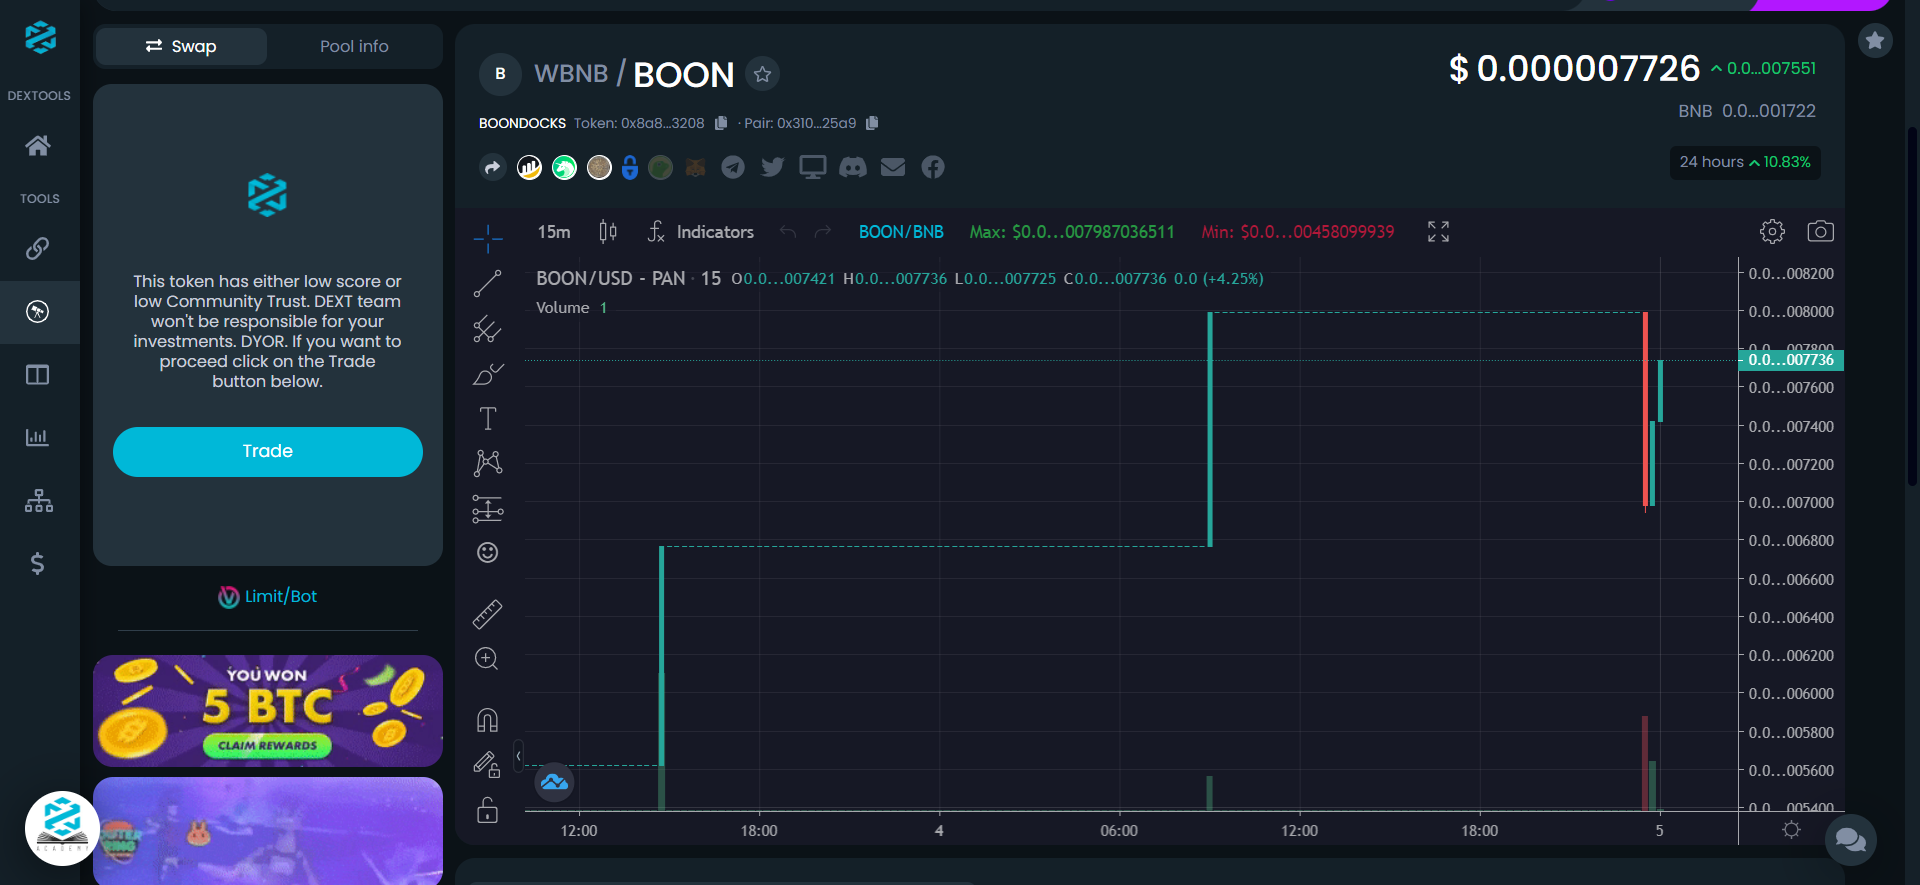 DEXTOOLS
TOOLS
Swap
Pool info
This token has either low score or
low Community Trust. DEXT team
won't be responsible for your
investments. DYOR. If you want to
proceed click on the Trade
button below.
Trade
Limit/Bot
YOU WON
5 BTC
CLAIM REWARDS
ACADEMY
B
WBNB / BOON
BOONDOCKS Token: 0x8a8...3208 · Pair: 0x310...25a9
$ 0.000007726 0.0...007551
BNB 0.0...001722
24 hours 10.83%
15m Indicators BOON/BNB Max: $0.0...007987036511 Min: $0.0...00458099939
BOON/USD - PAN · 15 O0.0...007421 H0.0...007736 L0.0...007725 C0.0...007736 0.0 (+4.25%)
Volume 1
0.0...008200
0.0...008000
0.0...007800
0.0...007736
0.0...007600
0.0...007400
0.0...007200
0.0...007000
0.0...006800
0.0...006600
0.0...006400
0.0...006200
0.0...006000
0.0...005800
0.0...005600
0.0...005400
12:00 18:00 4 06:00 12:00 18:00 5